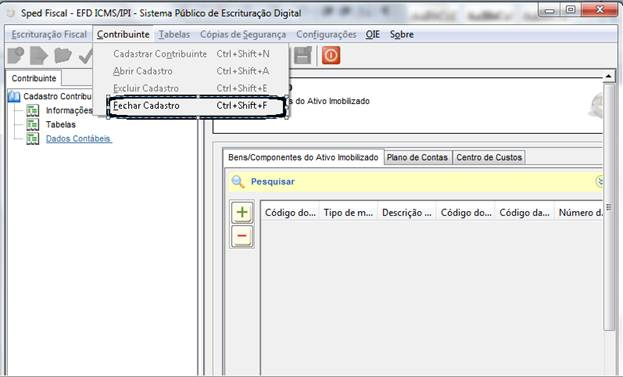 Sped Fiscal - EFD ICMS/IPI - Sistema Público de Escrituração Digital
Escrituração Fiscal Contribuinte Tabelas Cópias de Segurança Configurações OIE Sobre
Cadastrar Contribuinte Ctrl+Shift+N
Abrir Cadastro Ctrl+Shift+A
Excluir Cadastro Ctrl+Shift+E
Fechar Cadastro Ctrl+Shift+F
Contribuinte
Cadastro Contribu
Informações
Tabelas
Dados Contábeis
s do Ativo Imobilizado
Bens/Componentes do Ativo Imobilizado Plano de Contas Centro de Custos
Pesquisar
Código do... Tipo de m... Descrição ... Código do... Código da... Número d.